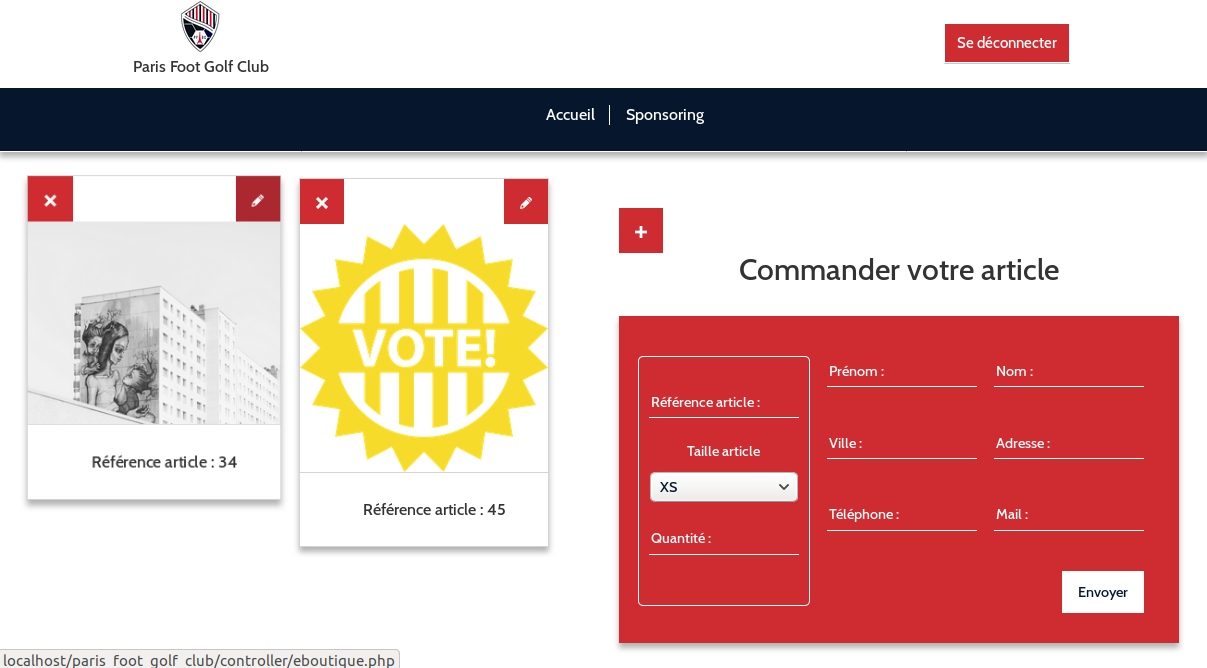 Paris Foot Golf Club
Se déconnecter
Accueil
Sponsoring
Référence article : 34
VOTE!
Référence article : 45
Commander votre article
Référence article :
Taille article
XS
Quantité :
Prénom :
Nom :
Ville :
Adresse :
Téléphone :
Mail :
Envoyer
localhost/paris_foot_golf_club/controller/eboutique.php